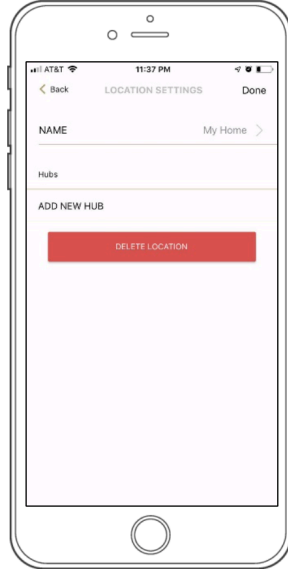 AT&T 11:37 PM
Back LOCATION SETTINGS Done
NAME My Home
Hubs
ADD NEW HUB
DELETE LOCATION